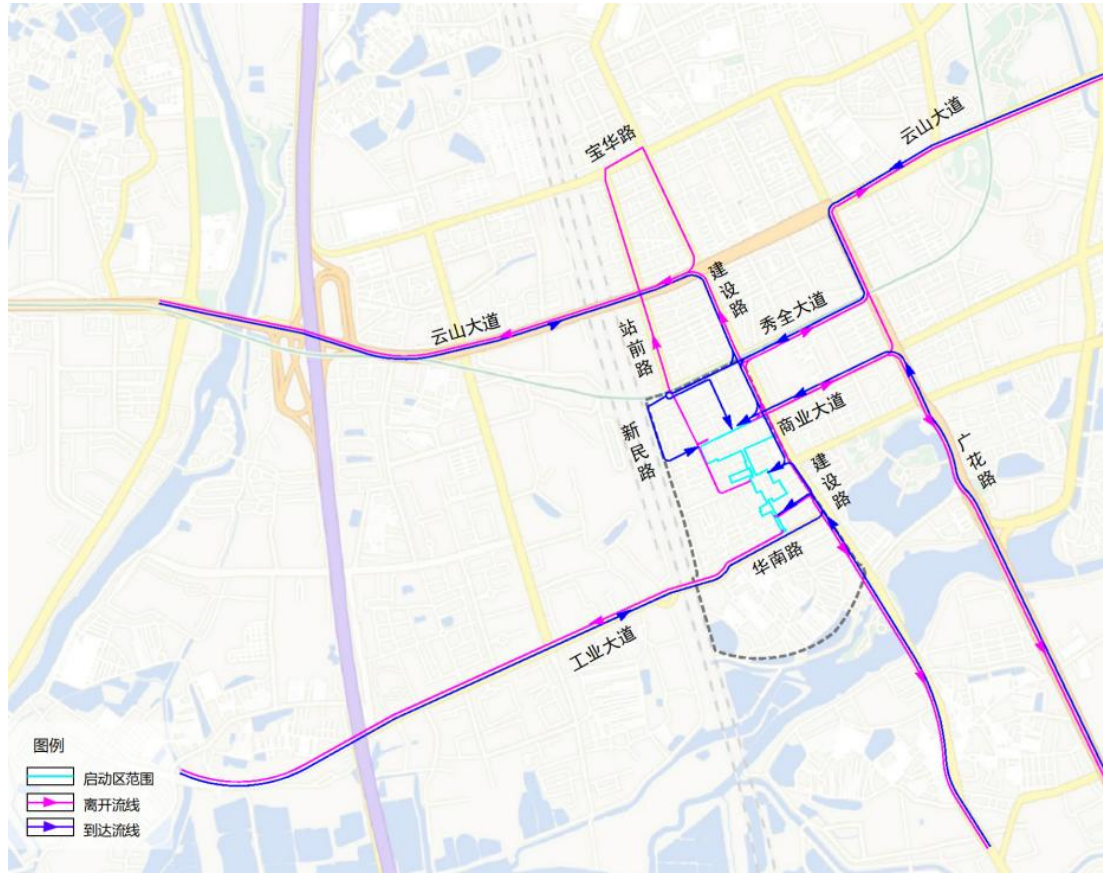 宝华路
云山大道
云山大道
建设路
秀全大道
站前路
商业大道
新民路
建设路
广花路
华南路
工业大道
图例
启动区范围
离开流线
到达流线